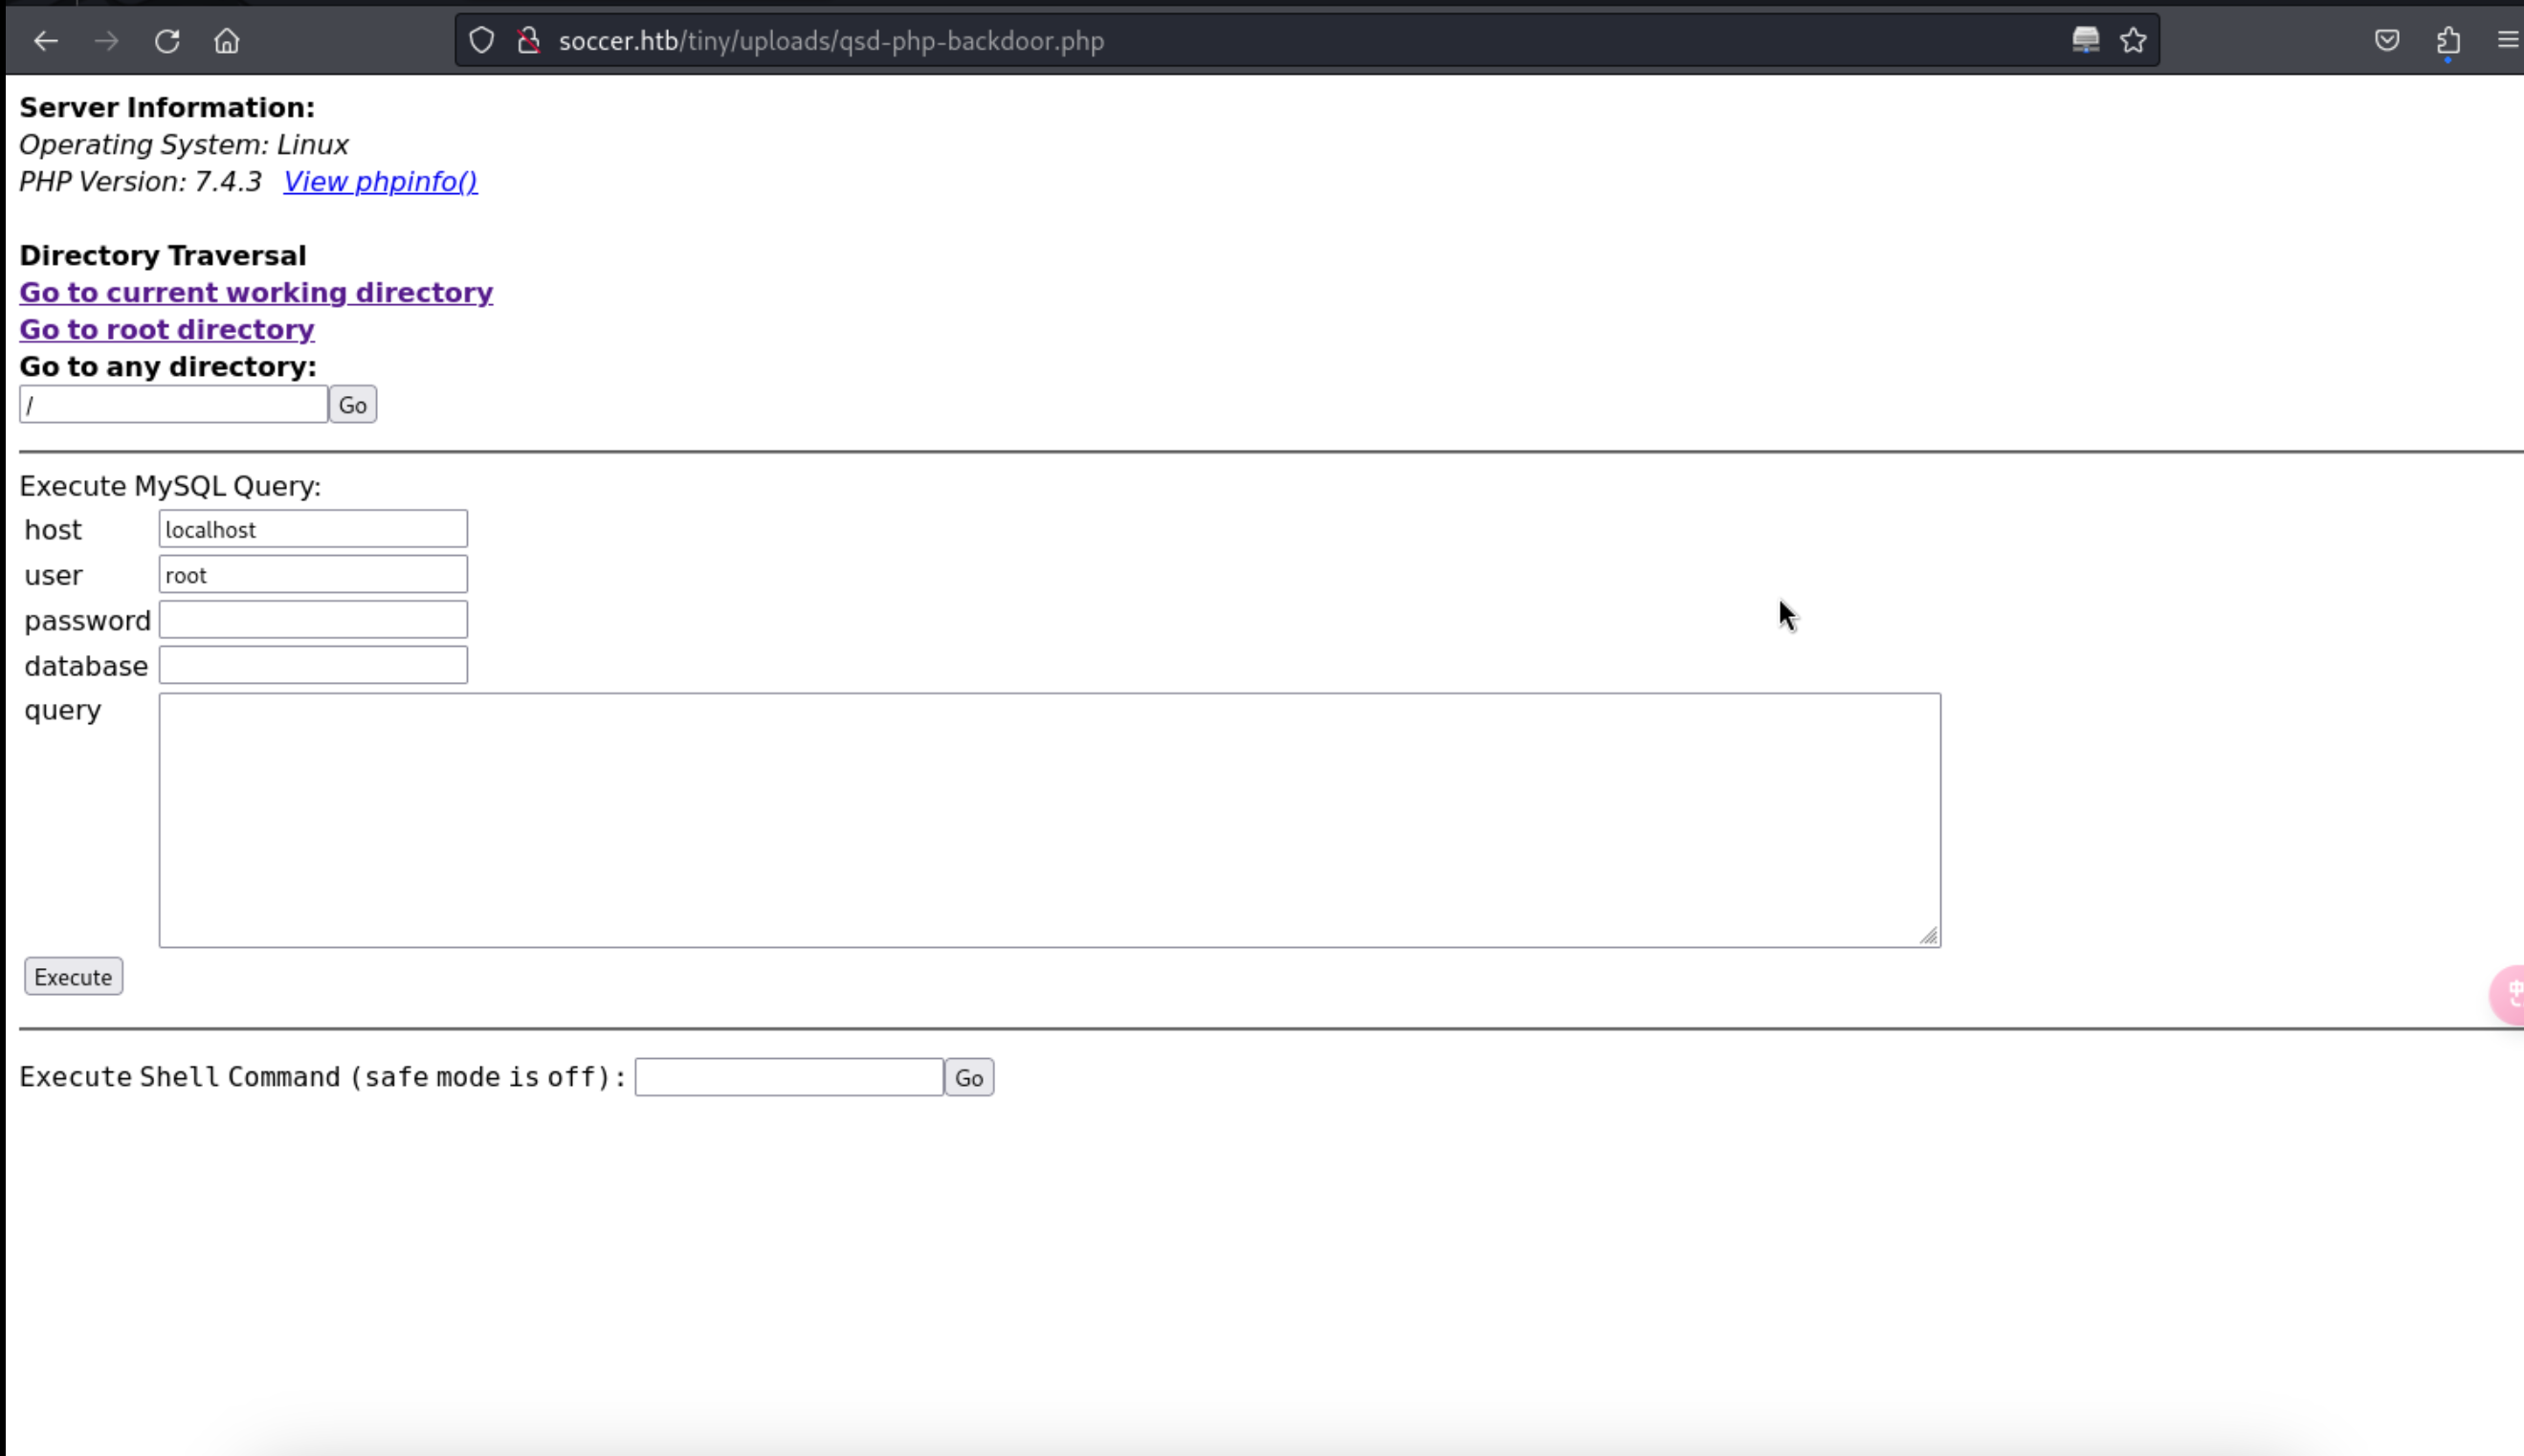 soccer.htb/tiny/uploads/qsd-php-backdoor.php
Server Information:
Operating System: Linux
PHP Version: 7.4.3 View phpinfo()
Directory Traversal
Go to current working directory
Go to root directory
Go to any directory:
/ Go
Execute MySQL Query:
host localhost
user root
password
database
query
Execute
Execute Shell Command (safe mode is off): Go